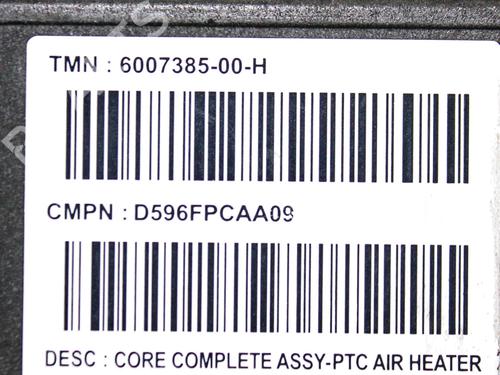 TMN : 6007385-00-H
CMPN : D596FPCAA09
DESC : CORE COMPLETE ASSY-PTC AIR HEATER